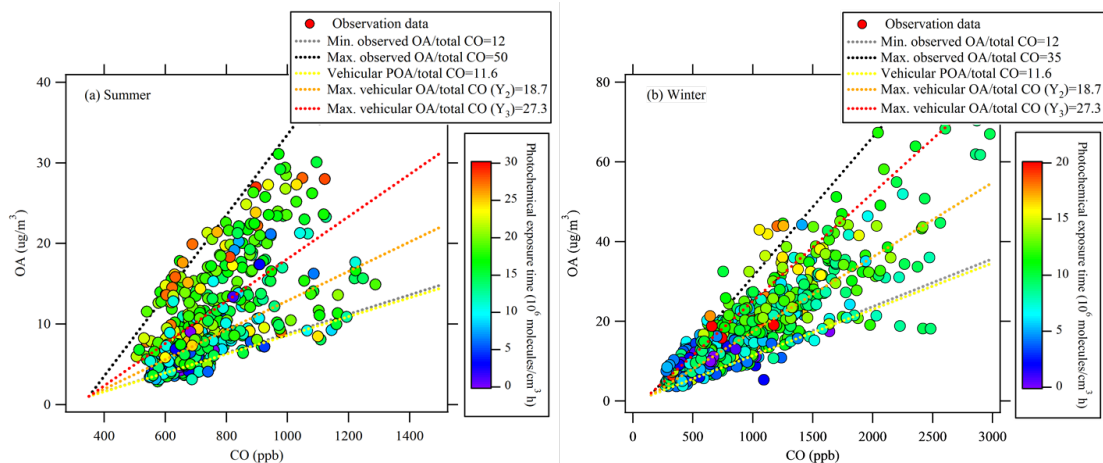 Observation data
Min. observed OA/total CO=12
Max. observed OA/total CO=50
Vehicular POA/total CO=11.6
Max. vehicular OA/total CO (Y2)=18.7
Max. vehicular OA/total CO (Y3)=27.3
(a) Summer
40
30
20
10
0
OA (ug/m3)
400
600
800
1000
1200
1400
CO (ppb)
30
25
20
15
10
5
0
Photochemical exposure time (10^6 molecules/cm3 h)
Observation data
Min. observed OA/total CO=12
Max. observed OA/total CO=35
Vehicular POA/total CO=11.6
Max. vehicular OA/total CO (Y2)=18.7
Max. vehicular OA/total CO (Y3)=27.3
(b) Winter
80
60
40
20
0
OA (ug/m3)
0
500
1000
1500
2000
2500
3000
CO (ppb)
20
15
10
5
0
Photochemical exposure time (10^6 molecules/cm3 h)